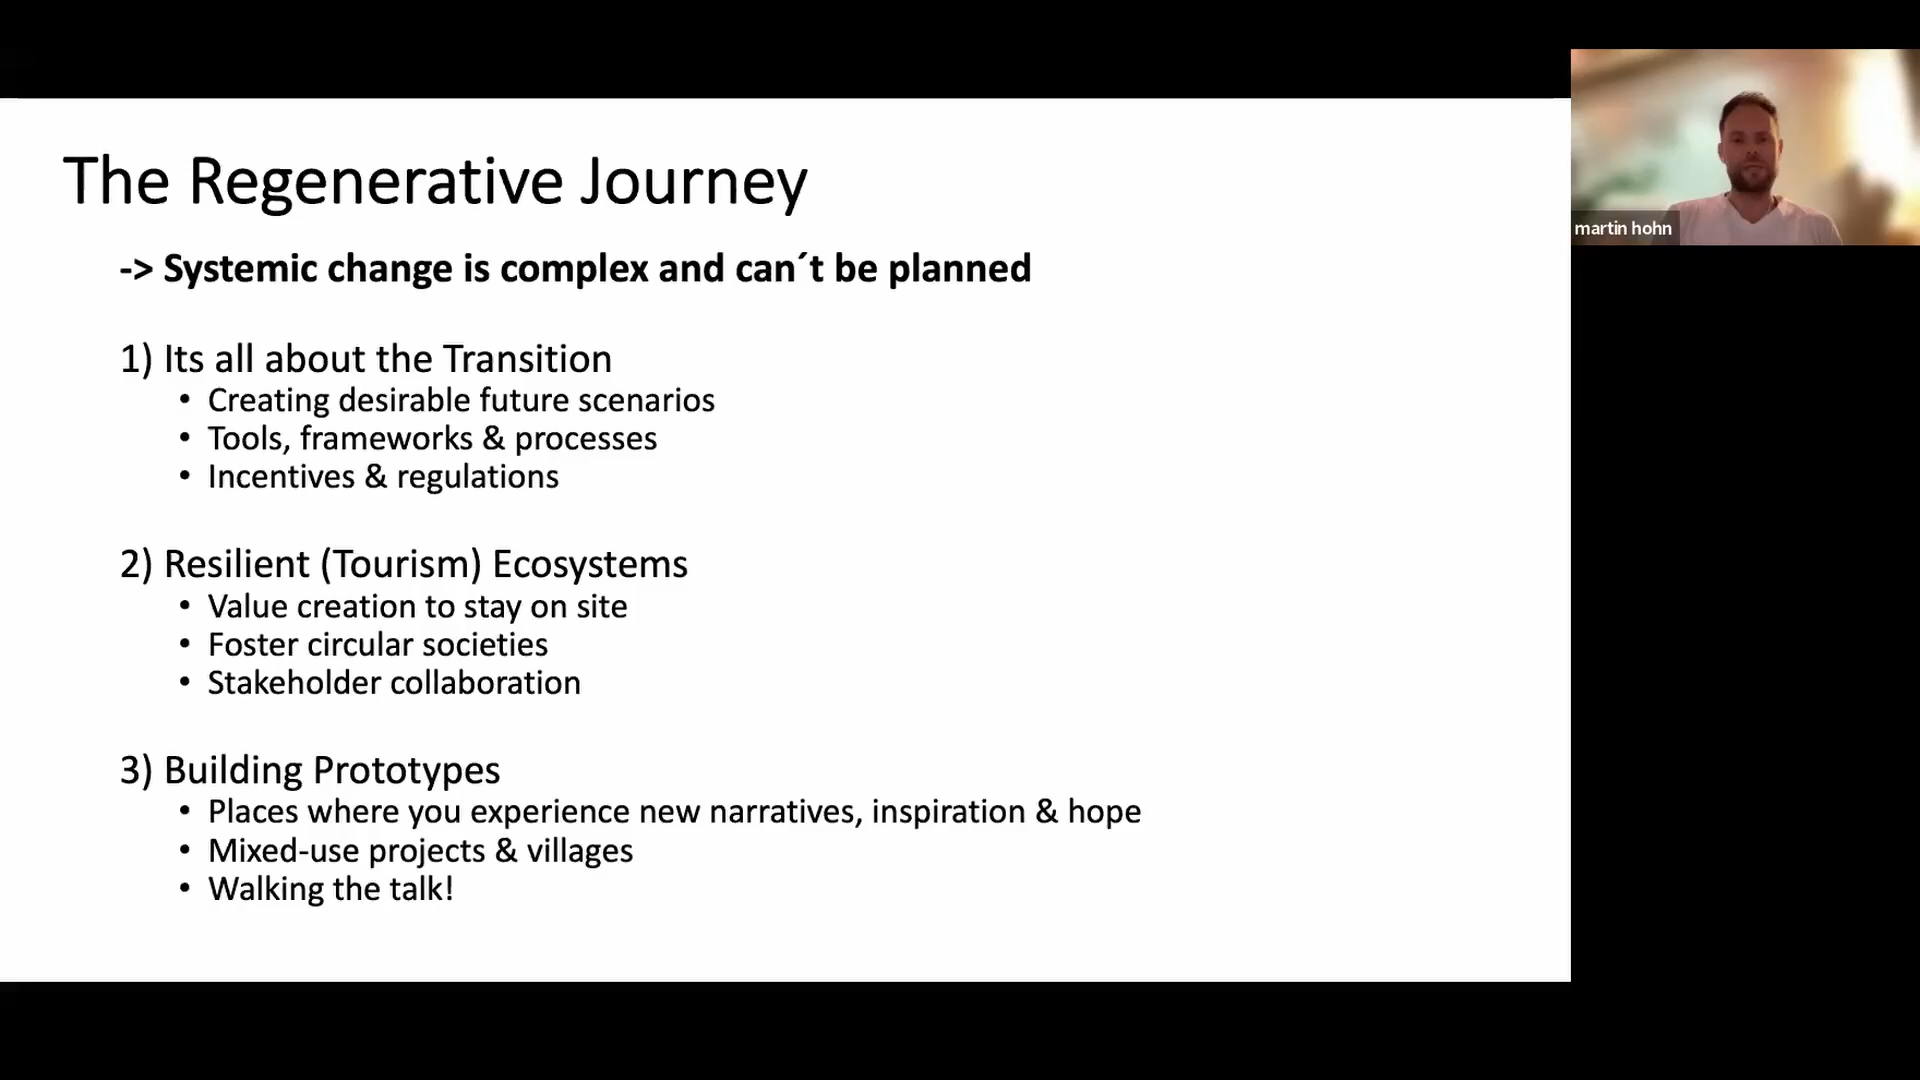 The Regenerative Journey
-> Systemic change is complex and can´t be planned
1) Its all about the Transition
• Creating desirable future scenarios
• Tools, frameworks & processes
• Incentives & regulations
2) Resilient (Tourism) Ecosystems
• Value creation to stay on site
• Foster circular societies
• Stakeholder collaboration
3) Building Prototypes
• Places where you experience new narratives, inspiration & hope
• Mixed-use projects & villages
• Walking the talk!
martin hohn